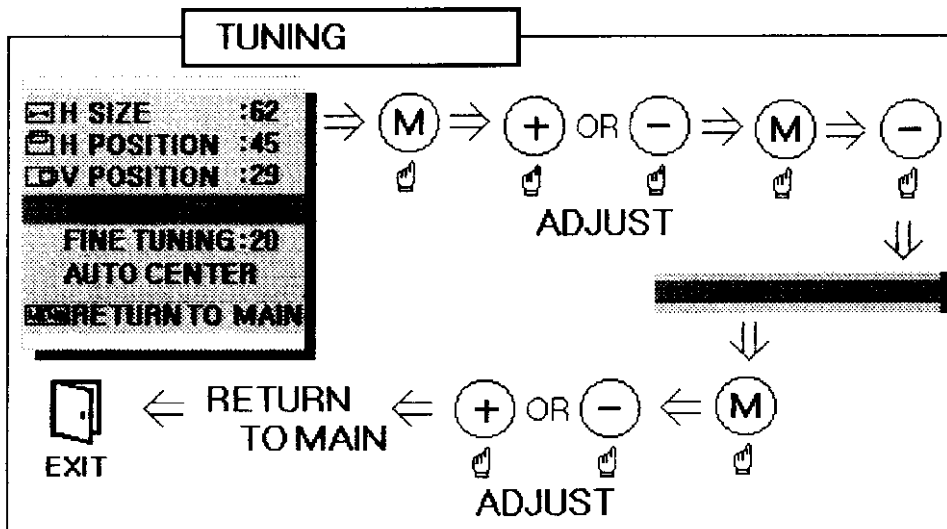 TUNING
H SIZE :62
H POSITION :45
V POSITION :29
FINE TUNING :20
AUTO CENTER
RETURN TO MAIN
M + OR - M -
ADJUST
M
+ OR -
ADJUST
RETURN
TO MAIN
EXIT